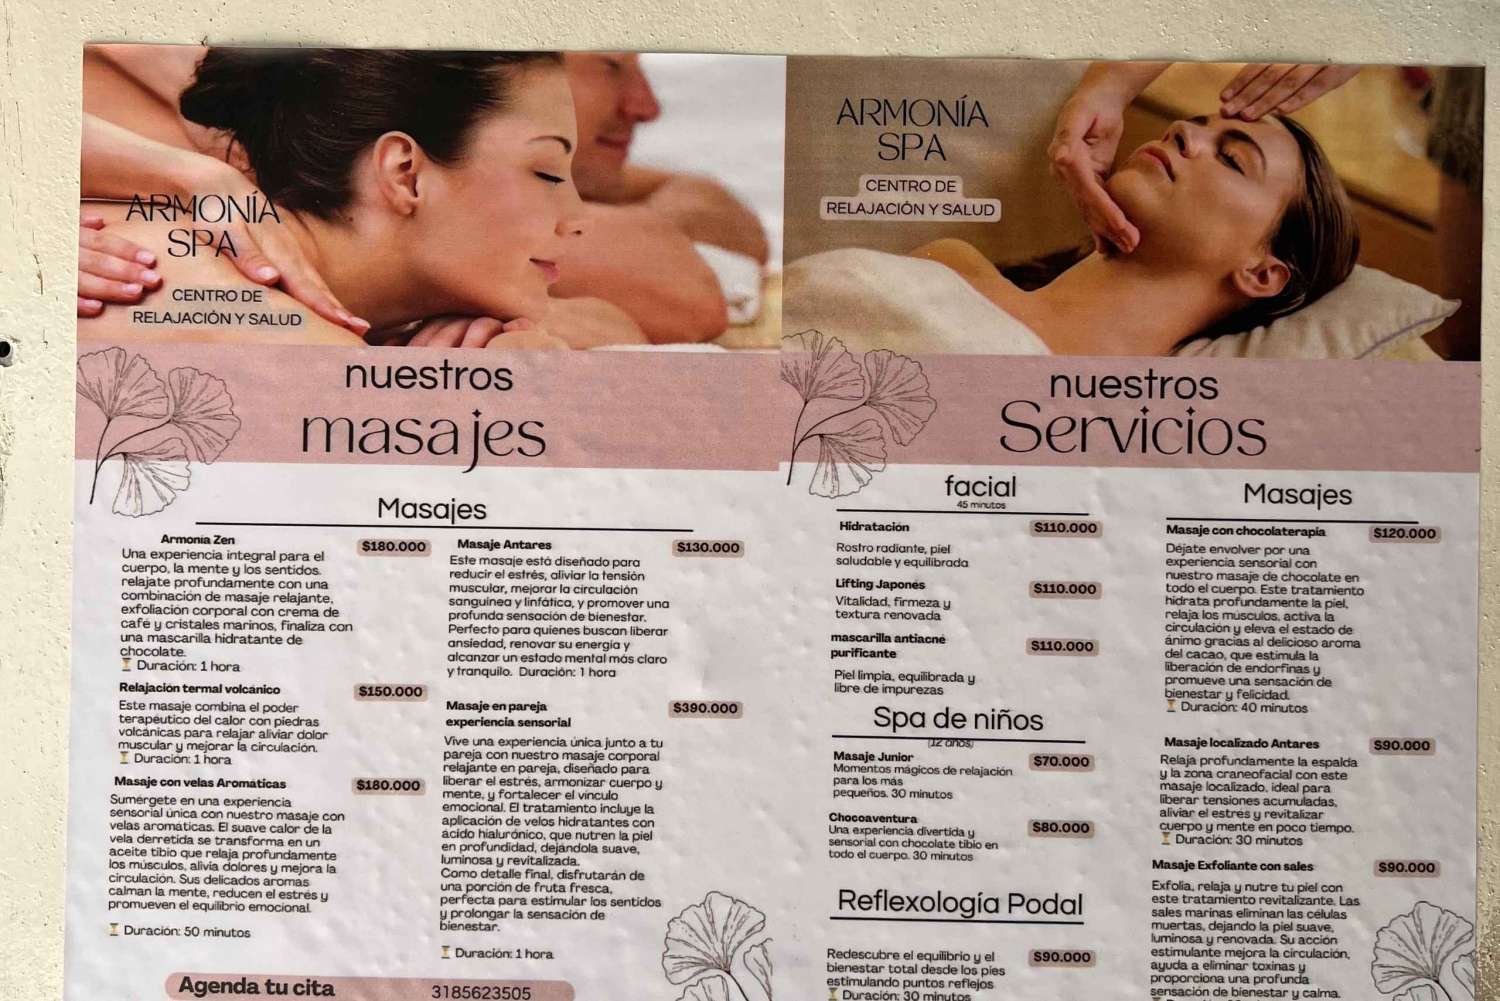 ARMONÍA
SPA
CENTRO DE
RELAJACIÓN Y SALUD
nuestros
masajes
Masajes
Armonía Zen
$180.000
Una experiencia integral para el
cuerpo, la mente y los sentidos.
relajate profundamente con una
combinación de masaje relajante,
exfoliación corporal con crema de
café y cristales marinos, finaliza con
una mascarilla hidratante de
chocolate.
⏳ Duración: 1 hora
Relajación termal volcánico
$150.000
Este masaje combina el poder
terapéutico del calor con piedras
volcánicas para relajar aliviar dolor
muscular y mejorar la circulación.
⏳ Duración: 1 hora
Masaje con velas Aromáticas
$180.000
Sumérgete en una experiencia
sensorial única con nuestro masaje con
velas aromaticas. El suave calor de la
vela derretida se transforma en un
aceite tibio que relaja profundamente
los músculos, alivia dolores y mejora la
circulación. Sus delicados aromas
calman la mente, reducen el estrés y
promueven el equilibrio emocional.
⏳ Duración: 50 minutos
Masaje Antares
$130.000
Este masaje está diseñado para
reducir el estrés, aliviar la tensión
muscular, mejorar la circulación
sanguínea y linfática, y promover una
profunda sensación de bienestar.
Perfecto para quienes buscan liberar
ansiedad, renovar su energía y
alcanzar un estado mental más claro
y tranquilo. Duración: 1 hora
Masaje en pareja
experiencia sensorial
$390.000
Vive una experiencia única junto a tu
pareja con nuestro masaje corporal
relajante en pareja, diseñado para
liberar el estrés, armonizar cuerpo y
mente, y fortalecer el vínculo
emocional. El tratamiento incluye la
aplicación de velos hidratantes con
ácido hialurónico, que nutren la piel
en profundidad, dejándola suave,
luminosa y revitalizada.
Como detalle final, disfrutarán de
una porción de fruta fresca,
perfecta para estimular los sentidos
y prolongar la sensación de
bienestar.
⏳ Duración: 1 hora
Agenda tu cita
3185623505
ARMONÍA
SPA
CENTRO DE
RELAJACIÓN Y SALUD
nuestros
Servicios
facial
45 minutos
Hidratación
$110.000
Rostro radiante, piel
saludable y equilibrada
Lifting Japonés
$110.000
Vitalidad, firmeza y
textura renovada
mascarilla antiacné
purificante
$110.000
Piel limpia, equilibrada y
libre de impurezas
Spa de niños
(12 años)
Masaje Junior
$70.000
Momentos mágicos de relajación
para los más
pequeños. 30 minutos
Chocoaventura
$80.000
Una experiencia divertida y
sensorial con chocolate tibio en
todo el cuerpo. 30 minutos
Reflexología Podal
$90.000
Redescubre el equilibrio y el
bienestar total desde los pies
estimulando puntos reflejos
⏳ Duración: 30 minutos
Masajes
Masaje con chocolaterapia
$120.000
Déjate envolver por una
experiencia sensorial con
nuestro masaje de chocolate en
todo el cuerpo. Este tratamiento
hidrata profundamente la piel,
relaja los músculos, activa la
circulación y eleva el estado de
ánimo gracias al delicioso aroma
del cacao, que estimula la
liberación de endorfinas y
promueve una sensación de
bienestar y felicidad.
⏳ Duración: 40 minutos
Masaje localizado Antares
$90.000
Relaja profundamente la espalda
y la zona craneofacial con este
masaje localizado, ideal para
liberar tensiones acumuladas,
aliviar el estrés y revitalizar
cuerpo y mente en poco tiempo.
⏳ Duración: 30 minutos
Masaje Exfoliante con sales
$90.000
Exfolia, relaja y nutre tu piel con
este tratamiento revitalizante. Las
sales marinas eliminan las células
muertas, dejando la piel suave,
luminosa y renovada. Su acción
estimulante mejora la circulación,
ayuda a eliminar toxinas y
proporciona una profunda
sensación de bienestar y calma.